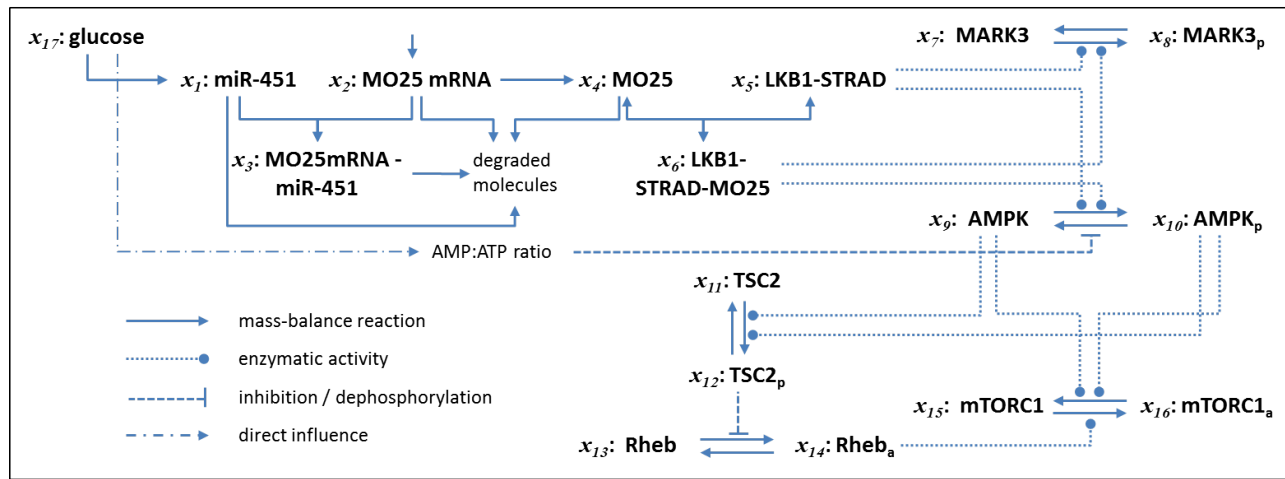 x17: glucose
x7: MARK3
x8: MARK3p
x1: miR-451
x2: MO25 mRNA
x4: MO25
x5: LKB1-STRAD
x3: MO25mRNA -
miR-451
degraded
molecules
x6: LKB1-
STRAD-MO25
x9: AMPK
x10: AMPKp
AMP:ATP ratio
x11: TSC2
mass-balance reaction
enzymatic activity
x12: TSC2p
inhibition / dephosphorylation
x15: mTORC1
x16: mTORC1a
direct influence
x13: Rheb
x14: Rheba